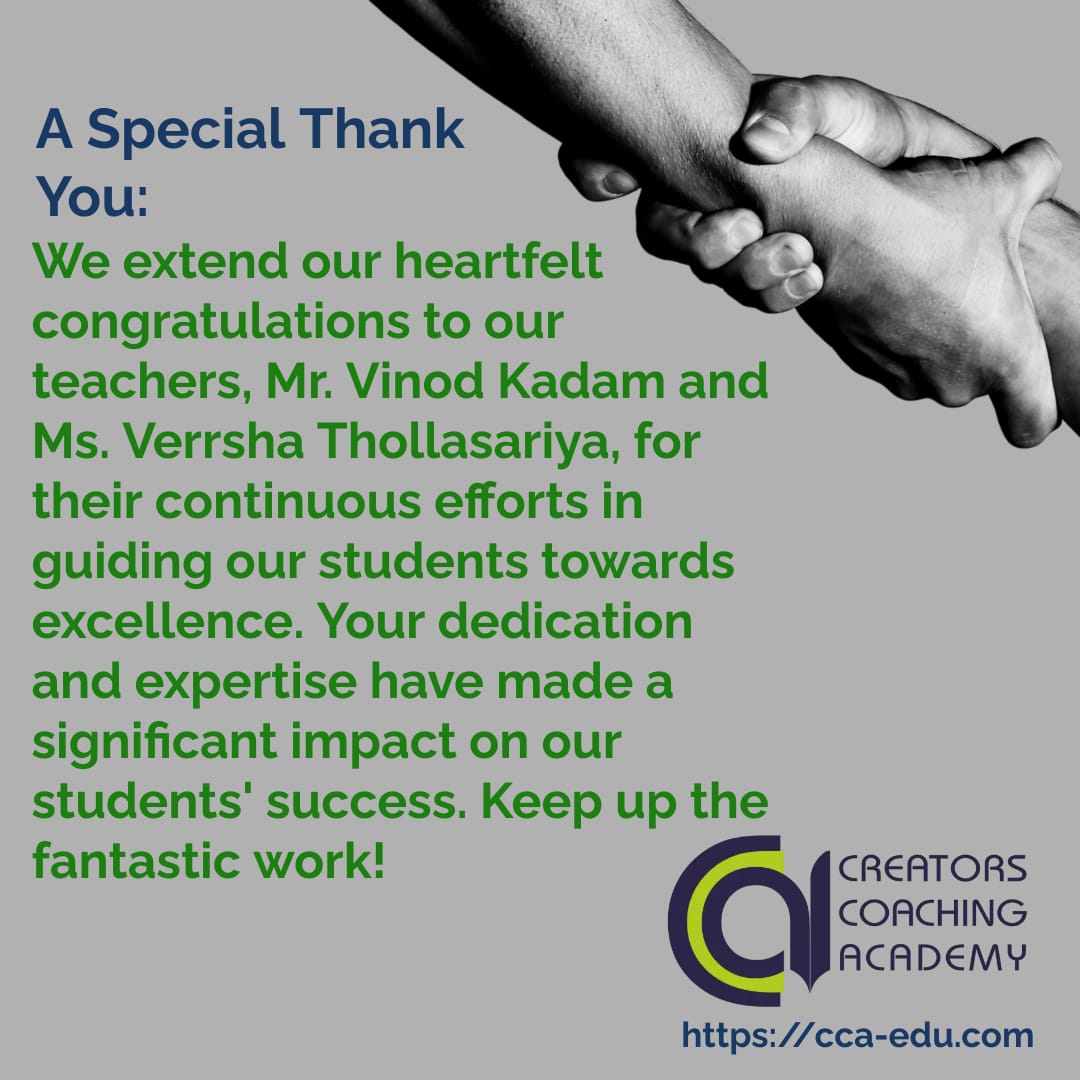 A Special Thank
You:
We extend our heartfelt
congratulations to our
teachers, Mr. Vinod Kadam and
Ms. Verrsha Thollasariya, for
their continuous efforts in
guiding our students towards
excellence. Your dedication
and expertise have made a
significant impact on our
students' success. Keep up the
fantastic work!
CREATORS
COACHING
ACADEMY
https://cca-edu.com